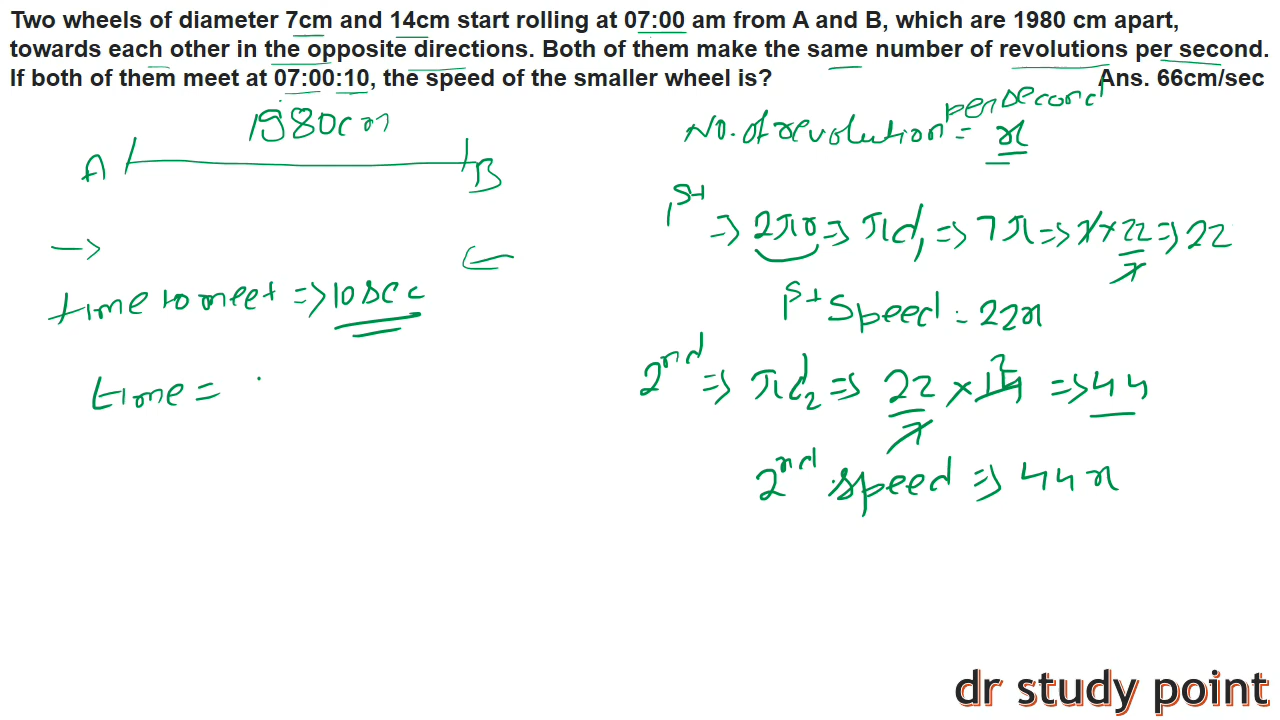 Two wheels of diameter 7cm and 14cm start rolling at 07:00 am from A and B, which are 1980 cm apart,
towards each other in the opposite directions. Both of them make the same number of revolutions per second.
If both of them meet at 07:00:10, the speed of the smaller wheel is? Ans. 66cm/sec
1980cm
A B
time to meet => 10 sec
time =
No. of revolution per second = x
1st => 2πr => πd1 => 7π => 7 × 22/7 => 22
1st speed = 22x
2nd => πd2 => 22/7 × 14 2 => 44
2nd speed => 44x
dr study point